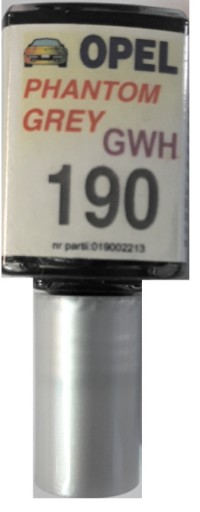 OPEL
PHANTOM
GREY
GWH
190
nr partii:019002213